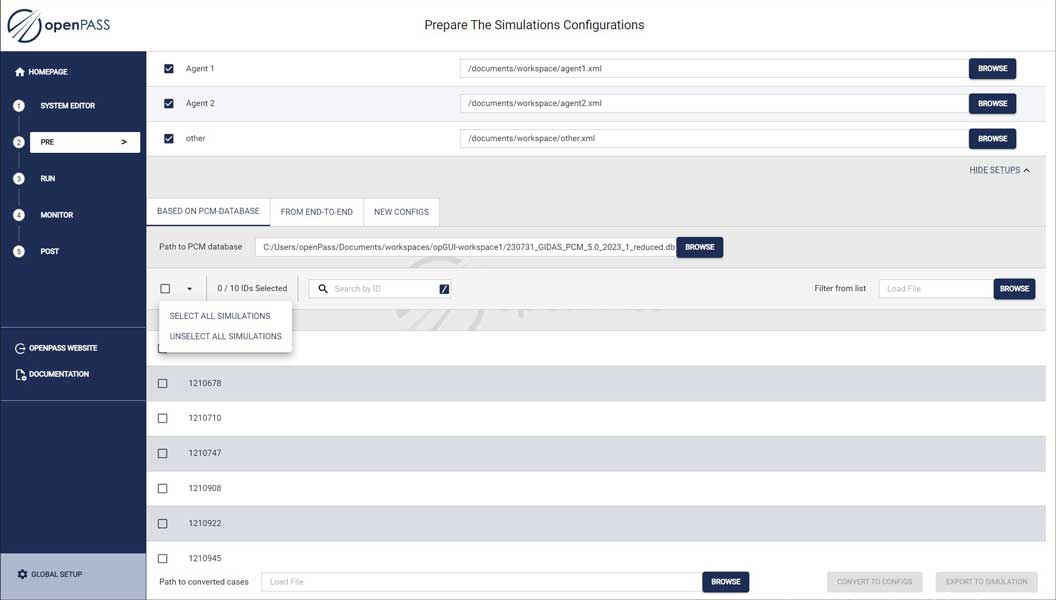 openPASS
Prepare The Simulations Configurations
HOMEPAGE
1 SYSTEM EDITOR
2 PRE >
3 RUN
4 MONITOR
5 POST
OPENPASS WEBSITE
DOCUMENTATION
GLOBAL SETUP
Agent 1 /documents/workspace/agent1.xml BROWSE
Agent 2 /documents/workspace/agent2.xml BROWSE
other /documents/workspace/other.xml BROWSE
HIDE SETUPS
BASED ON PCM-DATABASE FROM END-TO-END NEW CONFIGS
Path to PCM database C:/Users/openPass/Documents/workspaces/opGUI-workspace1/230731_GIDAS_PCM_5.0_2023_1_reduced.db BROWSE
0 / 10 IDs Selected Search by ID / Filter from list Load File BROWSE
SELECT ALL SIMULATIONS
UNSELECT ALL SIMULATIONS
1210678
1210710
1210747
1210908
1210922
1210945
Path to converted cases Load File BROWSE CONVERT TO CONFIGS EXPORT TO SIMULATION